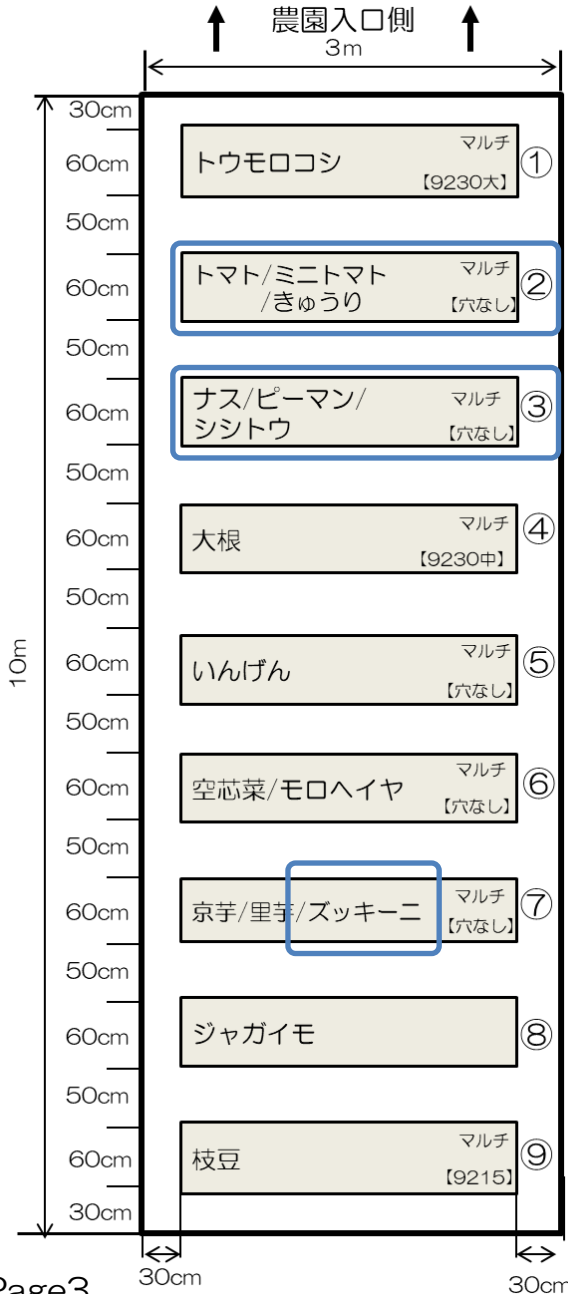 農園入口側
3m
30cm
60cm
トウモロコシ
マルチ
【9230大】
①
50cm
60cm
トマト/ミニトマト
/きゅうり
マルチ
【穴なし】
②
50cm
60cm
ナス/ピーマン/
シシトウ
マルチ
【穴なし】
③
50cm
60cm
大根
マルチ
【9230中】
④
50cm
10m
60cm
いんげん
マルチ
【穴なし】
⑤
50cm
60cm
空芯菜/モロヘイヤ
マルチ
【穴なし】
⑥
50cm
60cm
京芋/里芋/ズッキーニ
マルチ
【穴なし】
⑦
50cm
60cm
ジャガイモ
⑧
50cm
60cm
枝豆
マルチ
【9215】
⑨
30cm
30cm
30cm
Page3